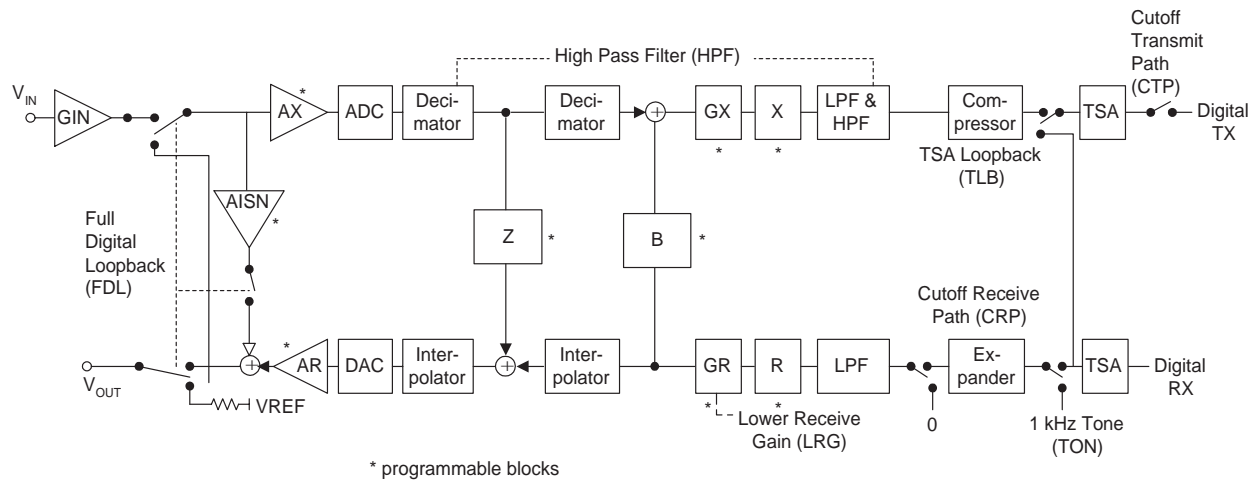 High Pass Filter (HPF)
Cutoff
Transmit
Path
(CTP)
V_IN
GIN
AX
*
ADC
Deci-
mator
Deci-
mator
+
GX
*
X
*
LPF &
HPF
Com-
pressor
TSA
Digital
TX
TSA Loopback
(TLB)
AISN
*
Full
Digital
Loopback
(FDL)
Z
*
B
*
Cutoff Receive
Path (CRP)
V_OUT
+
*
AR
DAC
Inter-
polator
+
Inter-
polator
GR
*
R
*
LPF
Ex-
pander
TSA
Digital
RX
VREF
Lower Receive
Gain (LRG)
0
1 kHz Tone
(TON)
* programmable blocks